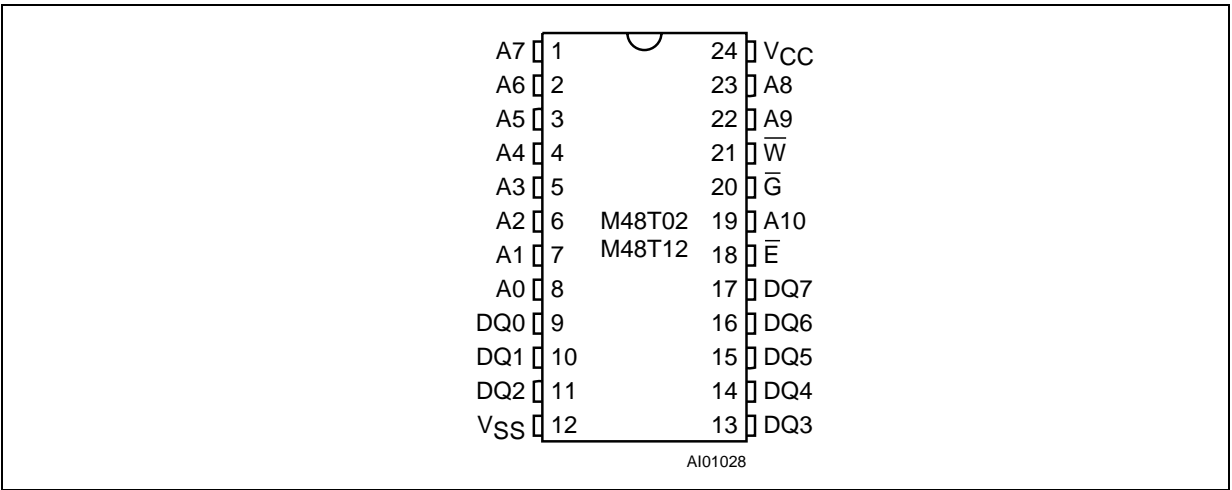 A7 1 24 VCC
A6 2 23 A8
A5 3 22 A9
A4 4 21 W̅
A3 5 20 G̅
A2 6 M48T02 19 A10
A1 7 M48T12 18 E̅
A0 8 17 DQ7
DQ0 9 16 DQ6
DQ1 10 15 DQ5
DQ2 11 14 DQ4
VSS 12 13 DQ3
AI01028